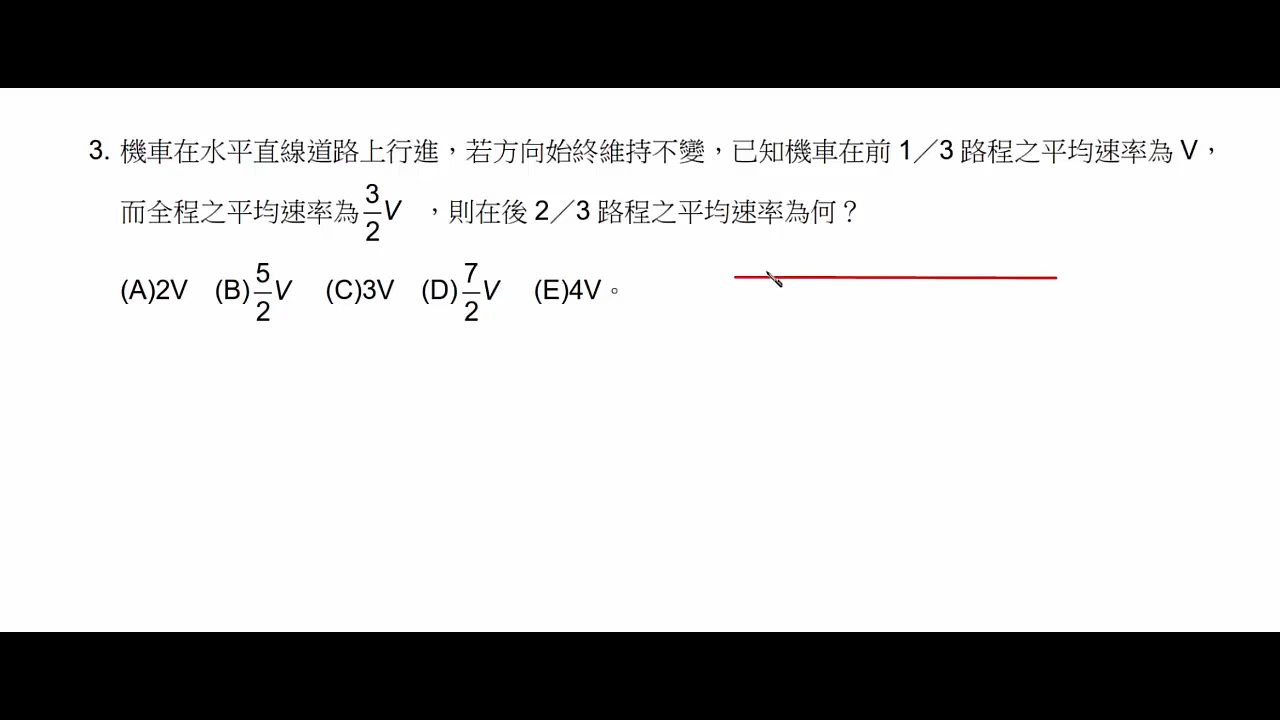 3. 機車在水平直線道路上行進，若方向始終維持不變，已知機車在前 1／3 路程之平均速率為 V，
而全程之平均速率為 3/2 V ，則在後 2／3 路程之平均速率為何？
(A)2V (B) 5/2 V (C)3V (D) 7/2 V (E)4V。